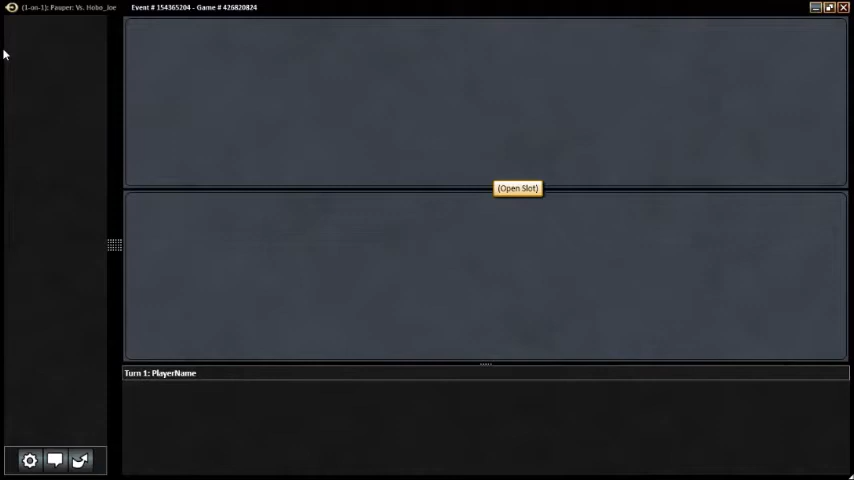 (1-on-1): Pauper: Vs. Hobo_Joe
Event # 154365204 - Game # 426820824
(Open Slot)
Turn 1: PlayerName